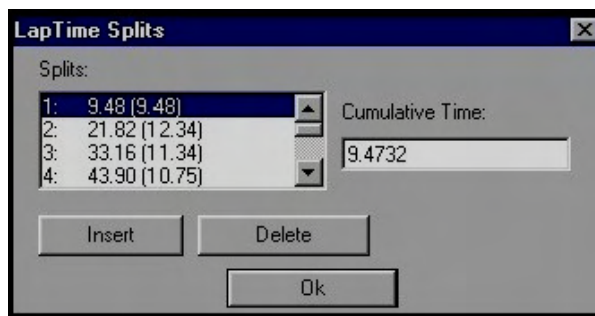 LapTime Splits
Splits:
1: 9.48 (9.48)
2: 21.82 (12.34)
3: 33.16 (11.34)
4: 43.90 (10.75)
Cumulative Time:
9.4732
Insert Delete
Ok